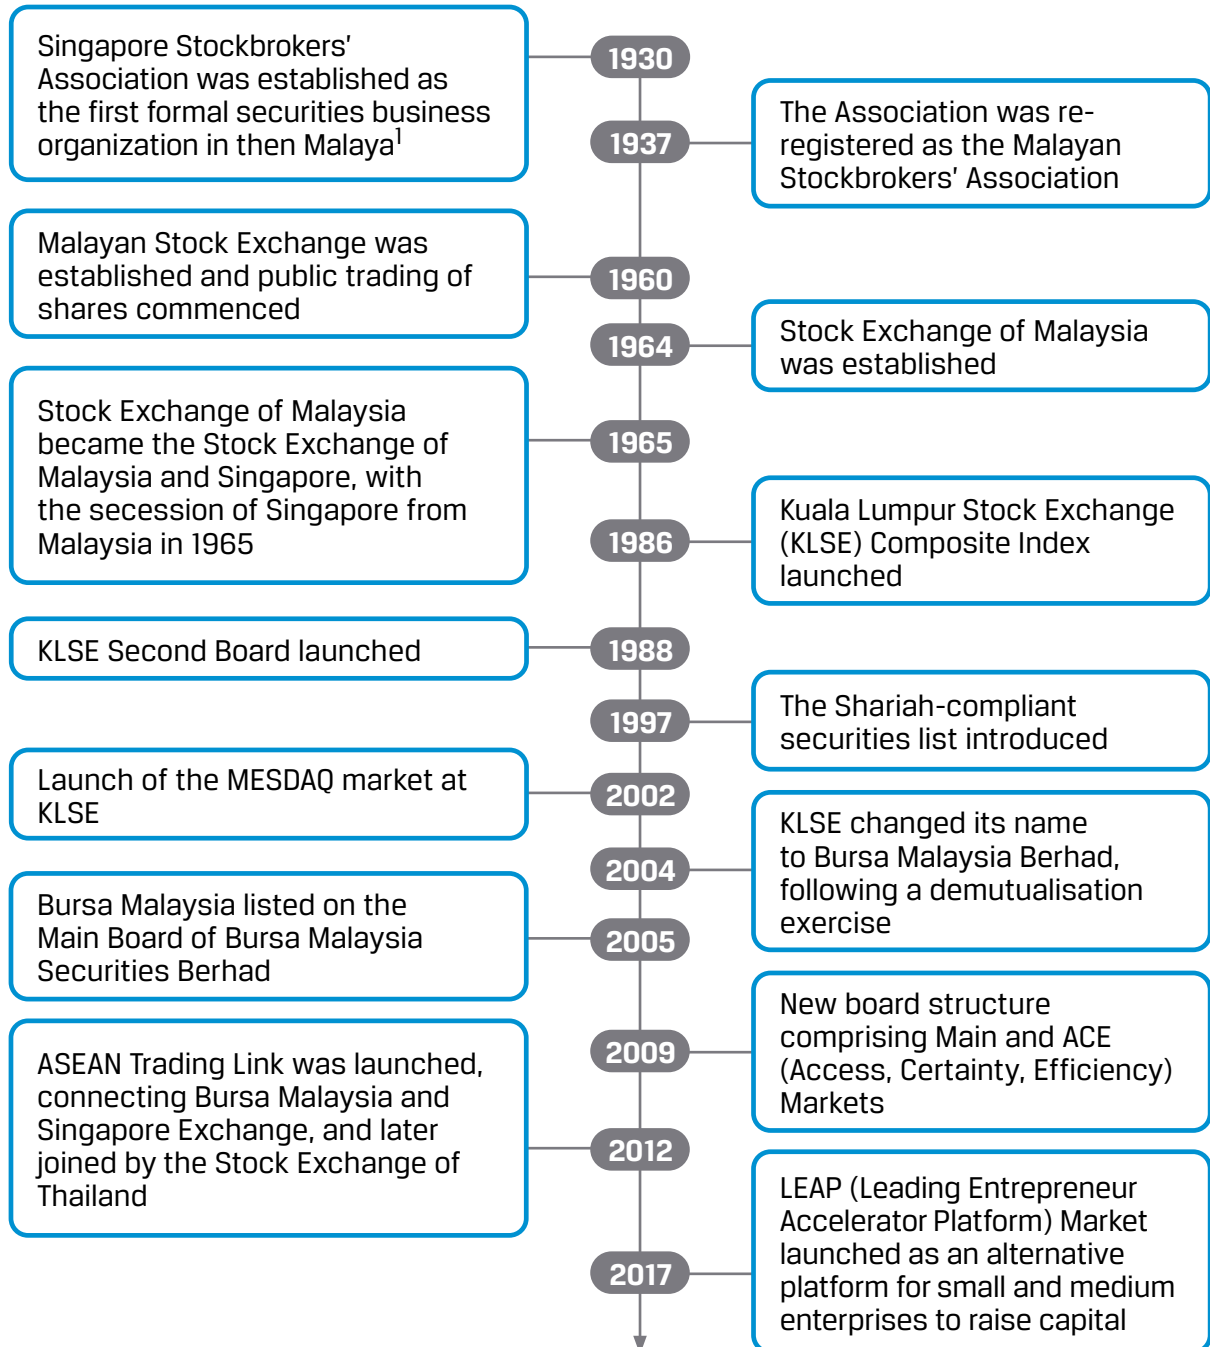 Singapore Stockbrokers’
Association was established as
the first formal securities business
organization in then Malaya1
1930
1937
The Association was re-
registered as the Malayan
Stockbrokers’ Association
Malayan Stock Exchange was
established and public trading of
shares commenced
1960
1964
Stock Exchange of Malaysia
was established
Stock Exchange of Malaysia
became the Stock Exchange of
Malaysia and Singapore, with
the secession of Singapore from
Malaysia in 1965
1965
1986
Kuala Lumpur Stock Exchange
(KLSE) Composite Index
launched
KLSE Second Board launched
1988
1997
The Shariah-compliant
securities list introduced
Launch of the MESDAQ market at
KLSE
2002
2004
KLSE changed its name
to Bursa Malaysia Berhad,
following a demutualisation
exercise
Bursa Malaysia listed on the
Main Board of Bursa Malaysia
Securities Berhad
2005
2009
New board structure
comprising Main and ACE
(Access, Certainty, Efficiency)
Markets
ASEAN Trading Link was launched,
connecting Bursa Malaysia and
Singapore Exchange, and later
joined by the Stock Exchange of
Thailand
2012
2017
LEAP (Leading Entrepreneur
Accelerator Platform) Market
launched as an alternative
platform for small and medium
enterprises to raise capital